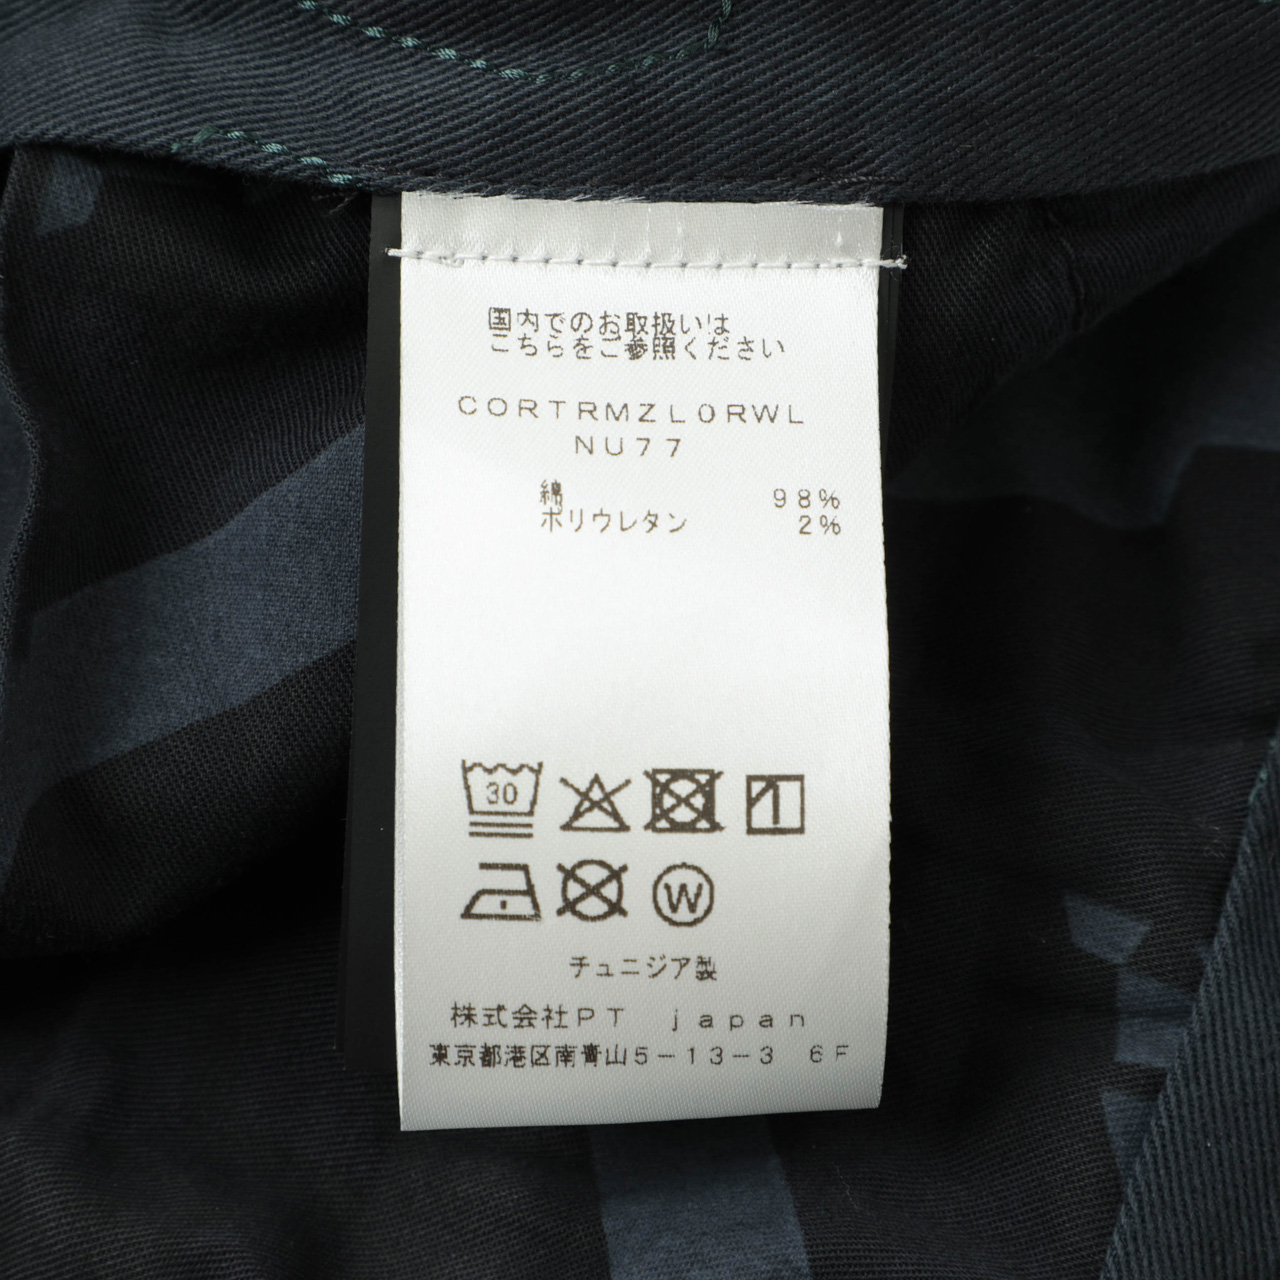 国内でのお取扱いは
こちらをご参照ください
CORTRMZLORWL
NU77
綿 98%
ポリウレタン 2%
30
W
チュニジア製
株式会社PT japan
東京都港区南青山5-13-3 6F